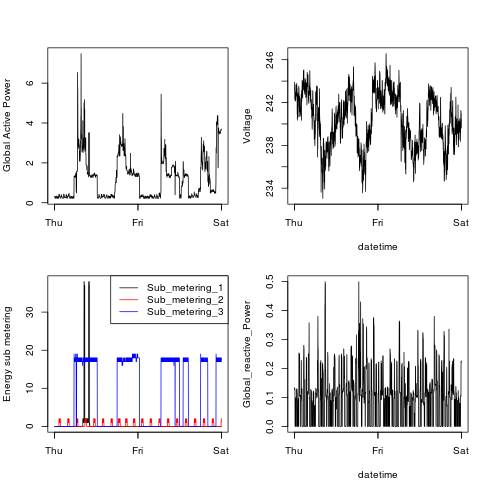 Global Active Power
6
4
2
0
Thu Fri Sat
Voltage
246
242
238
234
Thu Fri Sat
datetime
Energy sub metering
30
20
10
0
Sub_metering_1
Sub_metering_2
Sub_metering_3
Thu Fri Sat
Global_reactive_Power
0.5
0.4
0.3
0.2
0.1
0.0
Thu Fri Sat
datetime